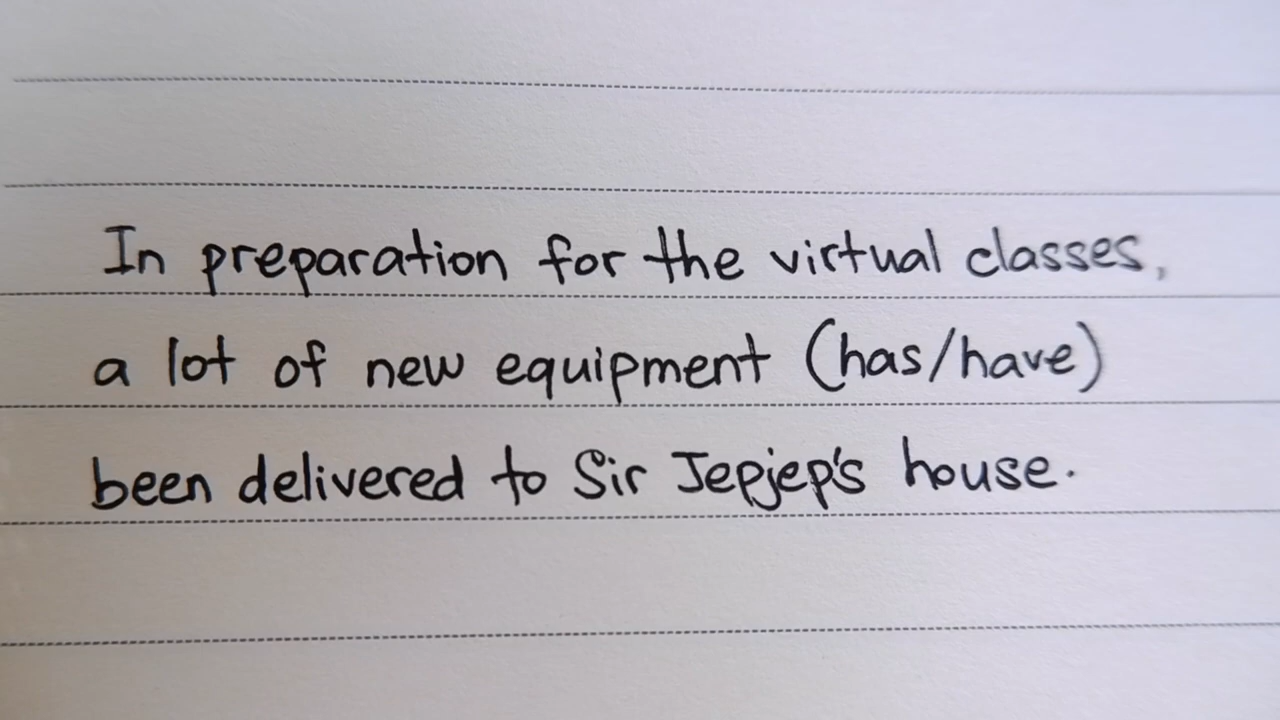 In preparation for the virtual classes,
a lot of new equipment (has/have)
been delivered to Sir Jepjep's house.